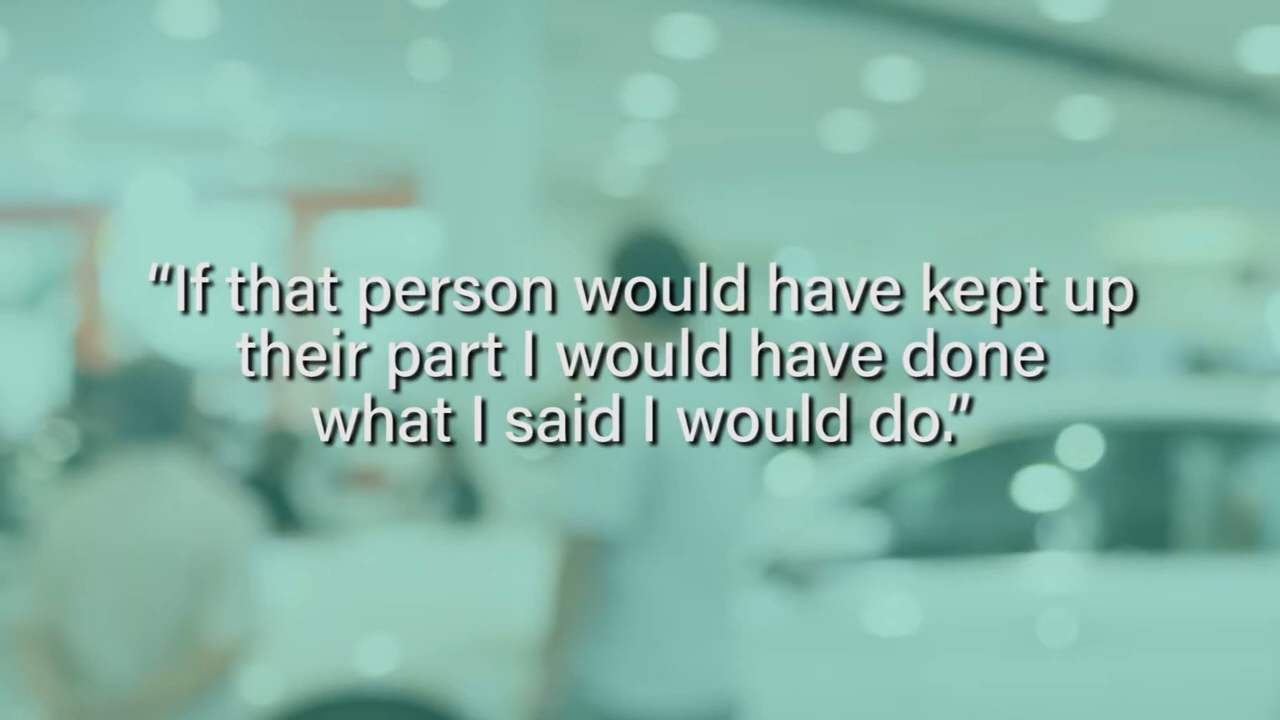 “If that person would have kept up
their part I would have done
what I said I would do.”